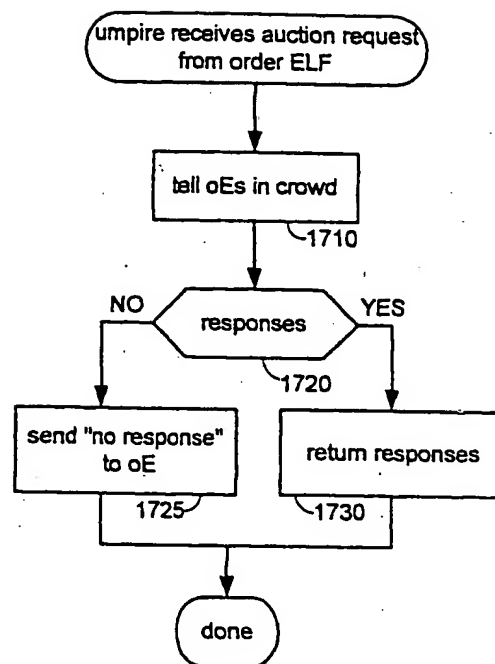 umpire receives auction request
from order ELF
tell oEs in crowd
1710
NO
YES
responses
1720
send "no response"
to oE
return responses
1725
1730
done